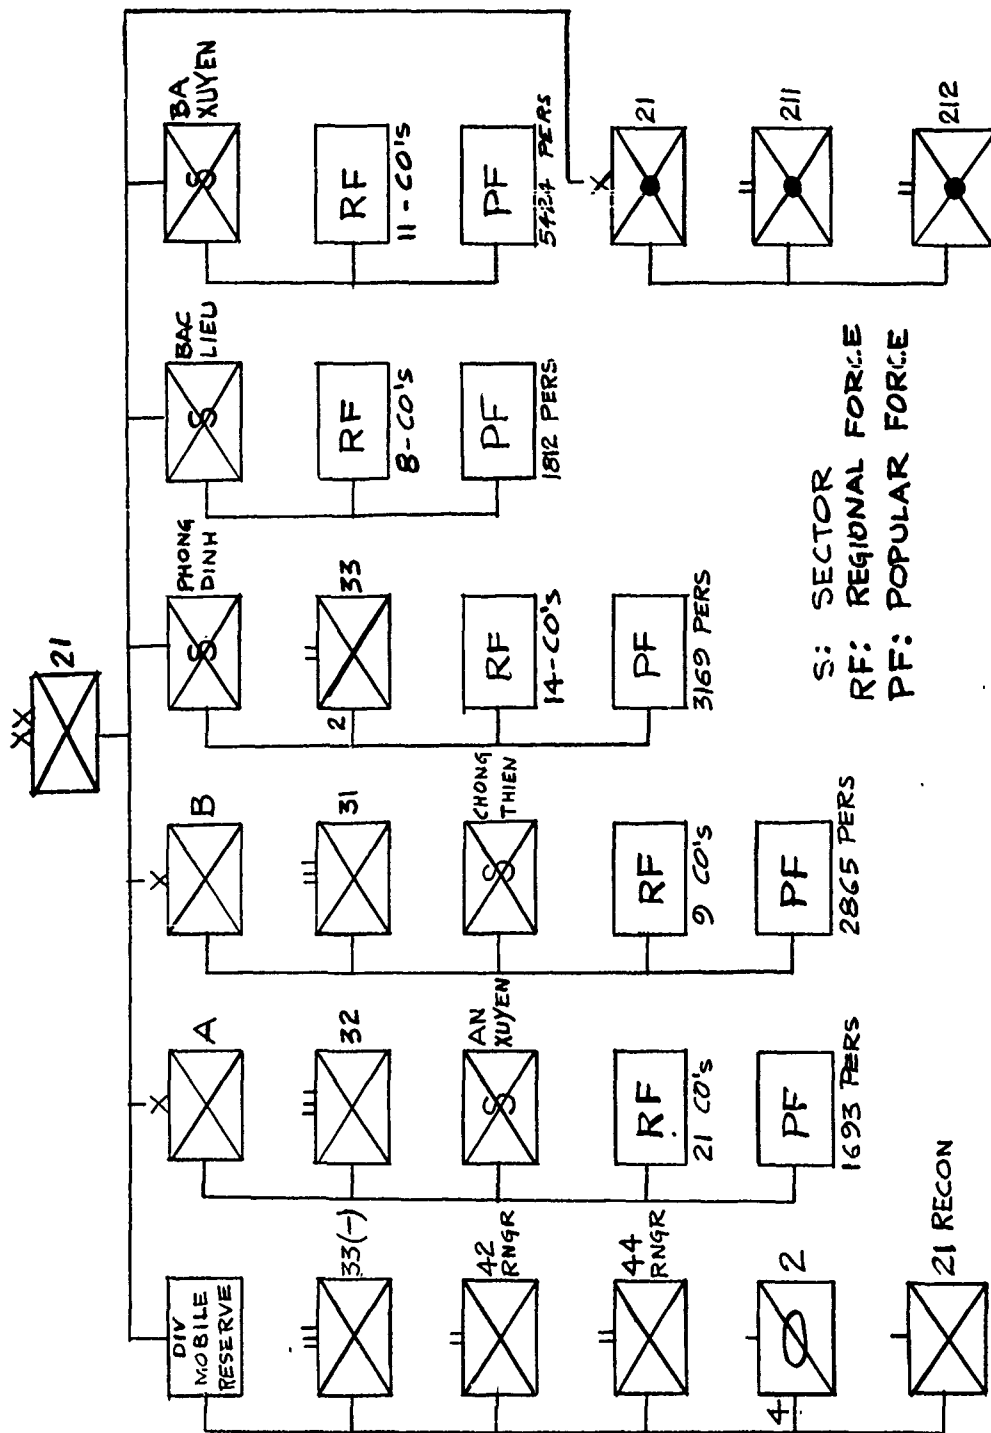 21
DIV
MOBILE
RESERVE
33(-)
42
RNGR
44
RNGR
4
2
21 RECON
A
32
S
AN
XUYEN
RF
21 CO's
PF
1693 PERS
B
31
S
CHONG
THIEN
RF
9 CO's
PF
2865 PERS
S
PHONG
DINH
2
33
RF
14-CO's
PF
3169 PERS
S
BAC
LIEU
RF
8-CO's
PF
1812 PERS
S
BA
XUYEN
RF
11-CO's
PF
PERS
21
211
212
S: SECTOR
RF: REGIONAL FORCE
PF: POPULAR FORCE